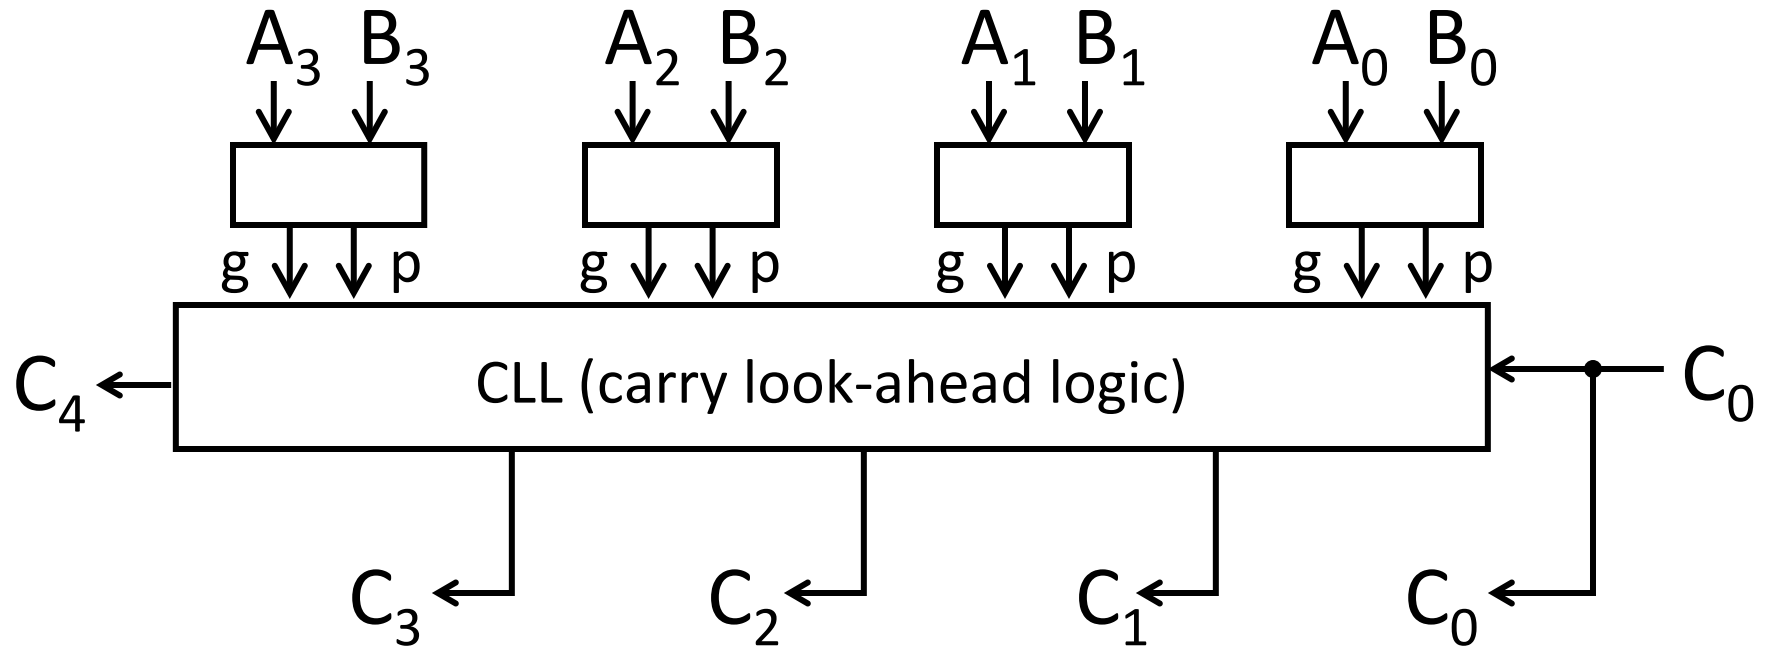 A₃ B₃ A₂ B₂ A₁ B₁ A₀ B₀
g p g p g p g p
C₄ CLL (carry look-ahead logic) C₀
C₃ C₂ C₁ C₀